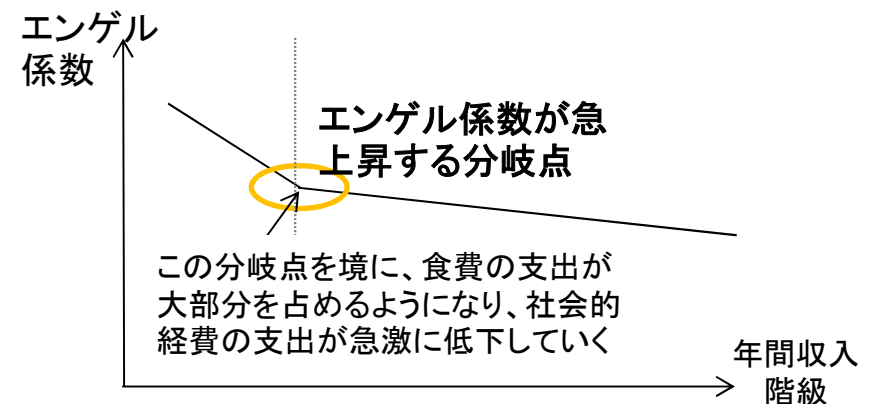 エンゲル
係数
エンゲル係数が急
上昇する分岐点
この分岐点を境に、食費の支出が
大部分を占めるようになり、社会的
経費の支出が急激に低下していく
年間収入
階級